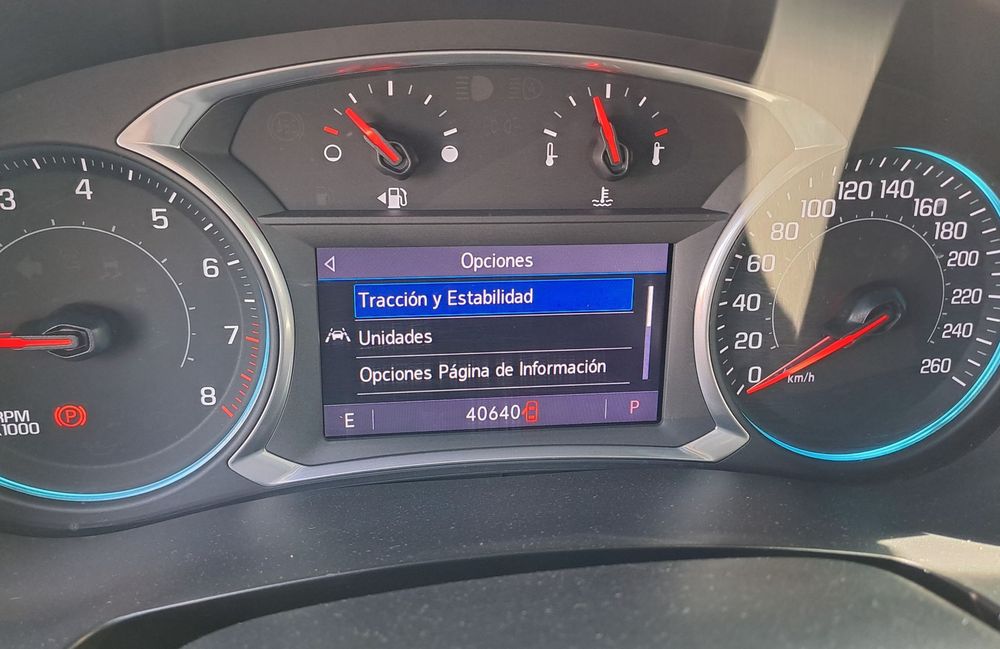 3
4
5
6
7
8
RPM
1000
P
Opciones
Tracción y Estabilidad
Unidades
Opciones Página de Información
E
40640
P
0
20
40
60
80
100
120
140
160
180
200
220
240
260
km/h